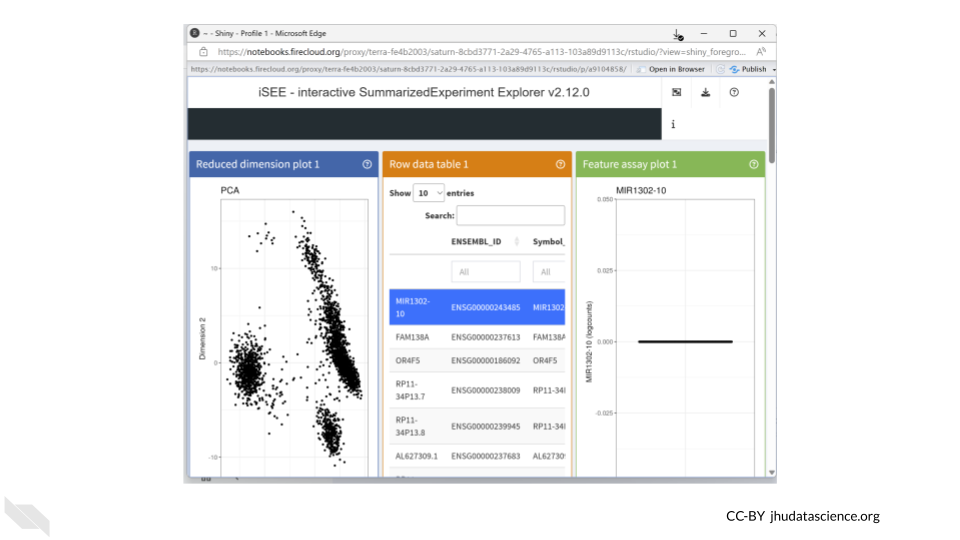 – - Shiny - Profile 1 - Microsoft Edge
https://notebooks.firecloud.org/proxy/terra-fe4b2003/saturn-8cbd3771-2a29-4765-a113-103a89d9113c/rstudio/?view=shiny_foregro...
https://notebooks.firecloud.org/proxy/terra-fe4b2003/saturn-8cbd3771-2a29-4765-a113-103a89d9113c/rstudio/p/a9104858/ Open in Browser Publish
iSEE - interactive SummarizedExperiment Explorer v2.12.0
Reduced dimension plot 1
PCA
Dimension 2
10
0
-10
Row data table 1
Show 10 entries
Search:
ENSEMBL_ID Symbol_
All All
MIR1302-10 ENSG00000243485 MIR1302
FAM138A ENSG00000237613 FAM138A
OR4F5 ENSG00000186092 OR4F5
RP11-34P13.7 ENSG00000238009 RP11-34
RP11-34P13.8 ENSG00000239945 RP11-34
AL627309.1 ENSG00000237683 AL62730
Feature assay plot 1
MIR1302-10
MIR1302-10 (logcounts)
0.050
0.025
0.000
-0.025
CC-BY jhudatascience.org